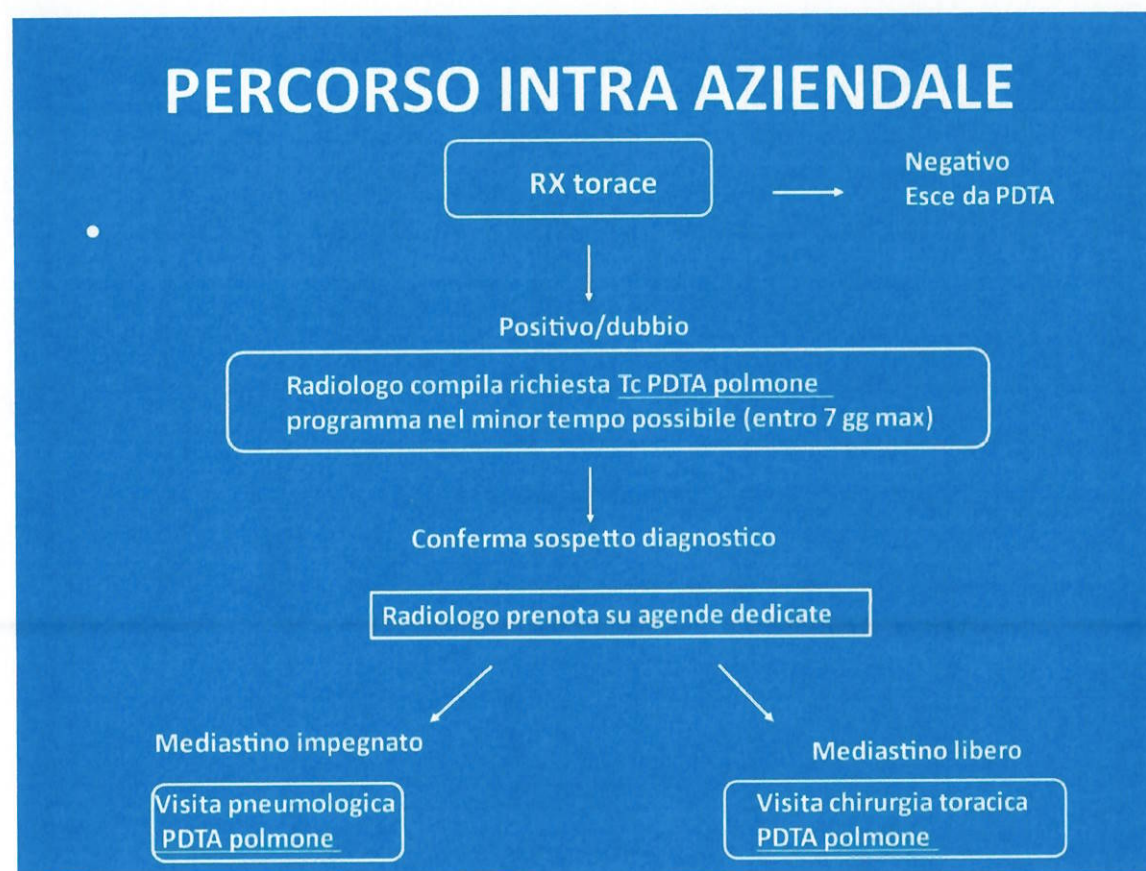 PERCORSO INTRA AZIENDALE
RX torace
Negativo
Esce da PDTA
Positivo/dubbio
Radiologo compila richiesta Tc PDTA polmone
programma nel minor tempo possibile (entro 7 gg max)
Conferma sospetto diagnostico
Radiologo prenota su agende dedicate
Mediastino impegnato
Visita pneumologica
PDTA polmone
Mediastino libero
Visita chirurgia toracica
PDTA polmone